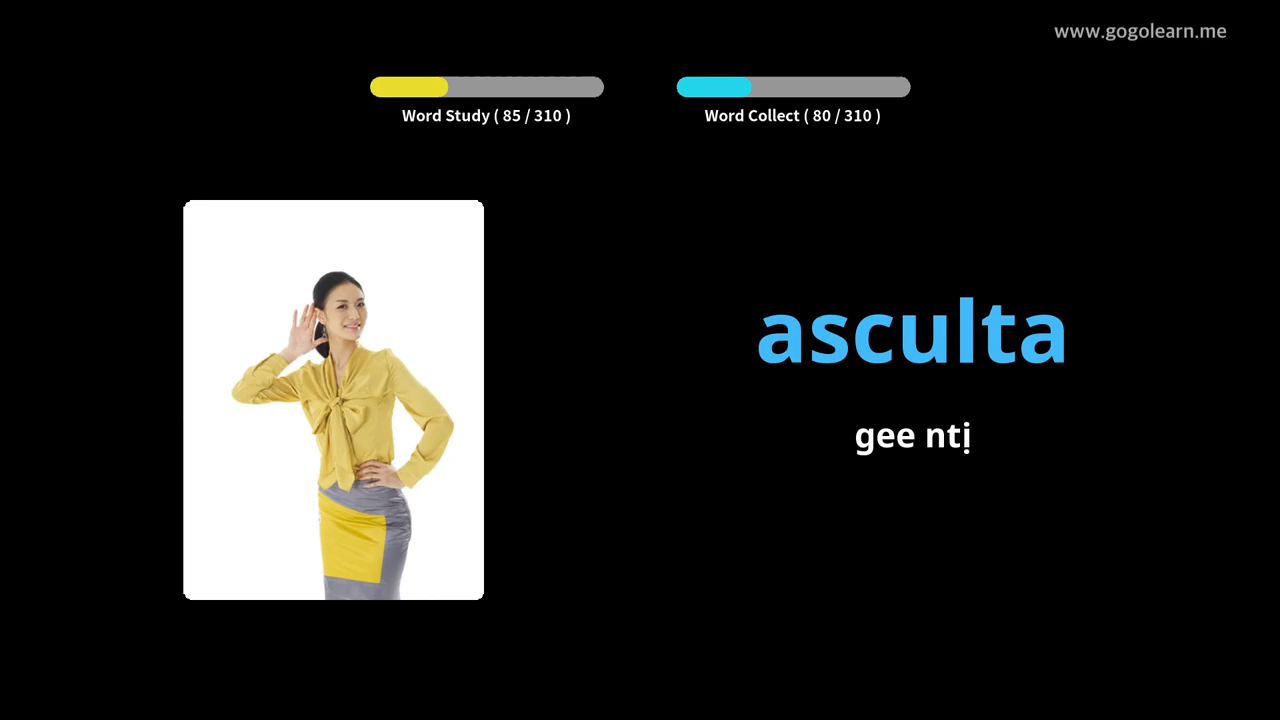 www.gogolearn.me
Word Study ( 85 / 310 )
Word Collect ( 80 / 310 )
asculta
gee ntị